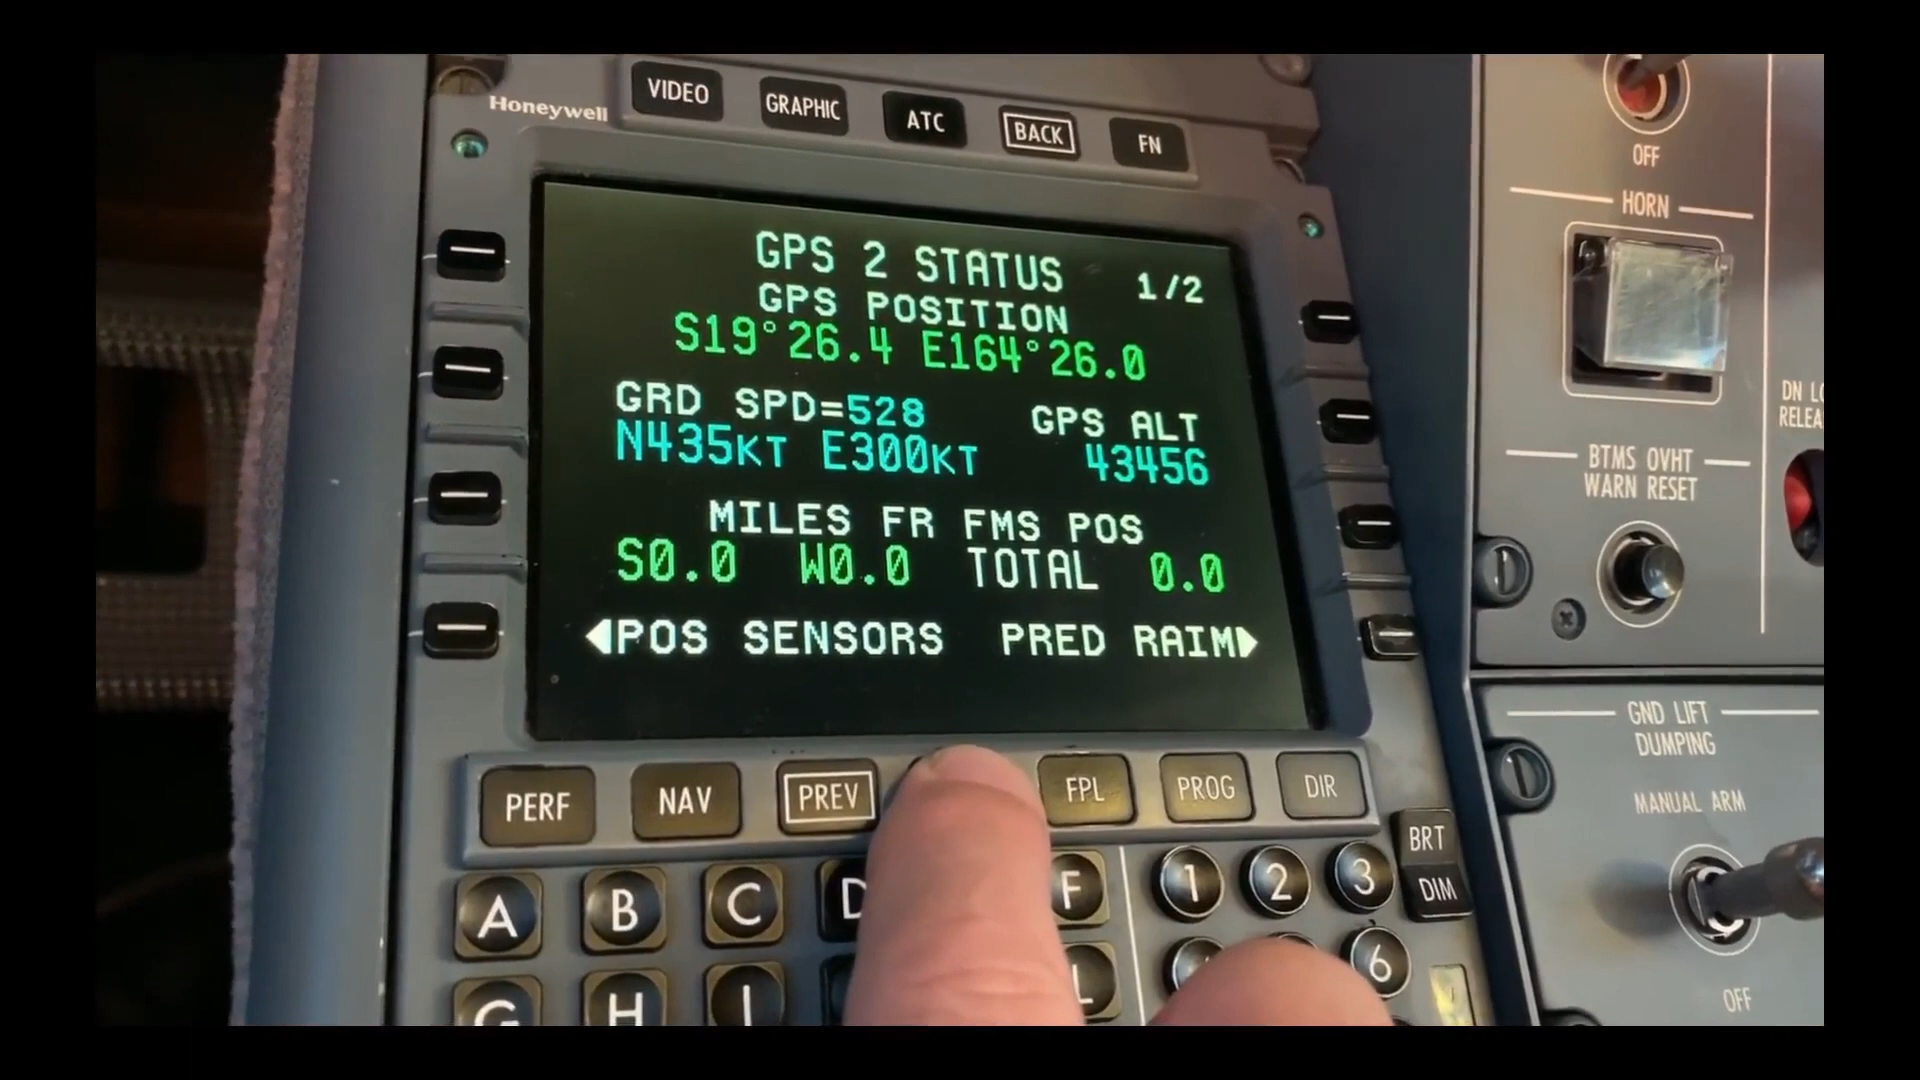 Honeywell
VIDEO GRAPHIC ATC BACK FN
GPS 2 STATUS 1/2
GPS POSITION
S19°26.4 E164°26.0
GRD SPD=528 GPS ALT
N435KT E300KT 43456
MILES FR FMS POS
S0.0 W0.0 TOTAL 0.0
◀POS SENSORS PRED RAIM▶
PERF NAV PREV FPL PROG DIR
BRT
DIM
A B C D F 1 2 3
G H I L 6
OFF
HORN
DN
BTMS OVHT
WARN RESET
GND LIFT
DUMPING
MANUAL ARM
OFF